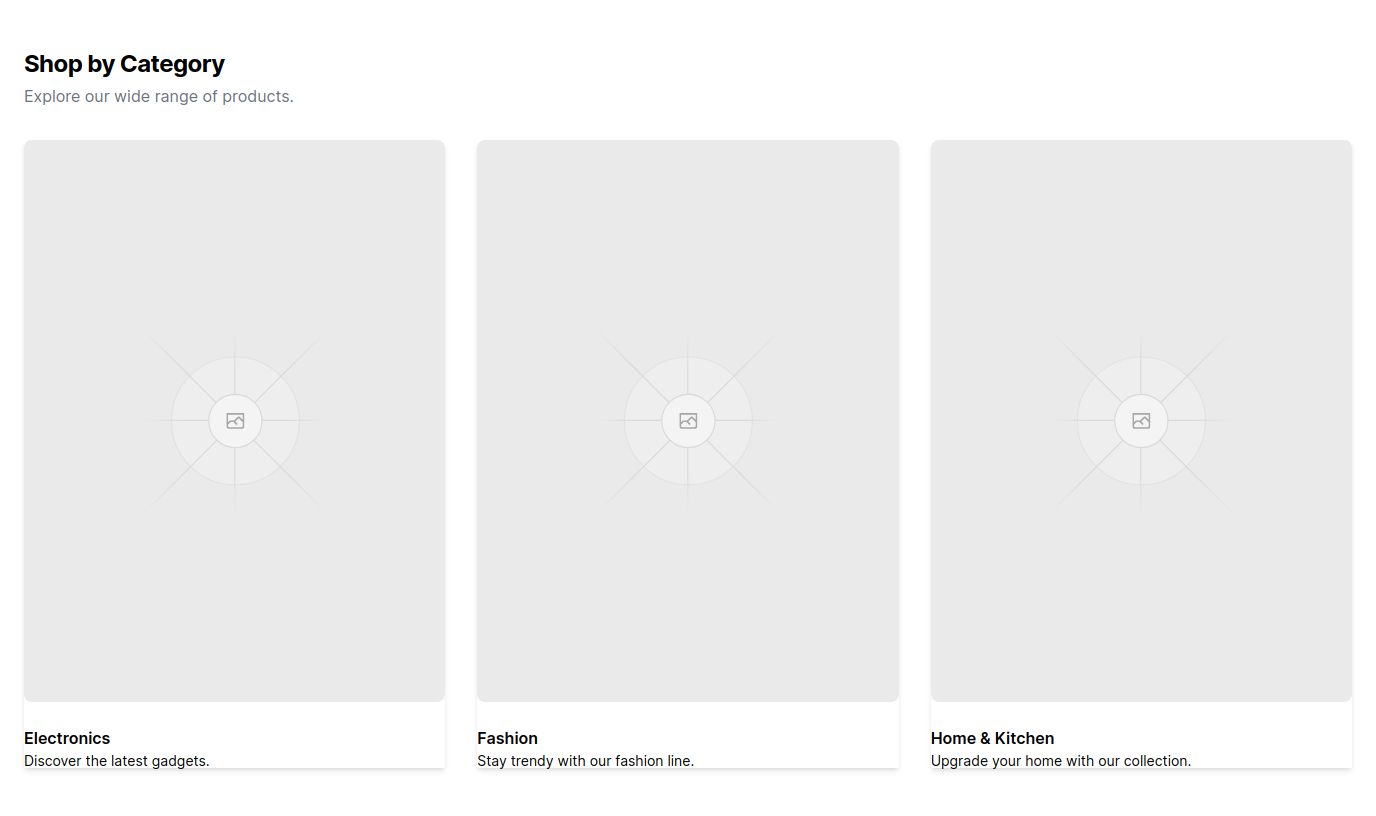 Shop by Category
Explore our wide range of products.
Electronics
Discover the latest gadgets.
Fashion
Stay trendy with our fashion line.
Home & Kitchen
Upgrade your home with our collection.